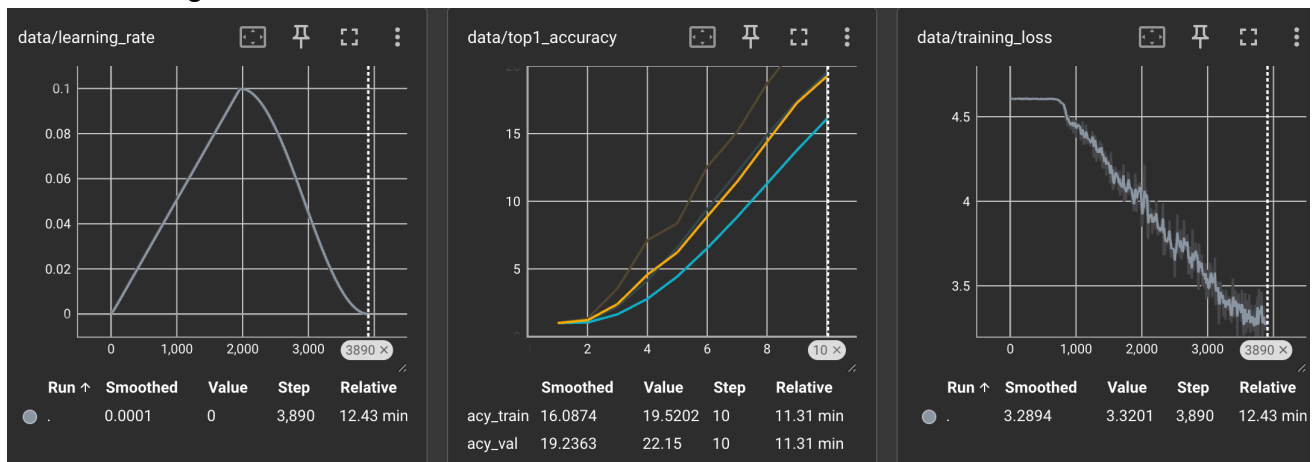 data/learning_rate
0.1
0.08
0.06
0.04
0.02
0
0 1,000 2,000 3,000 3890 ×
Run ↑ Smoothed Value Step Relative
. 0.0001 0 3,890 12.43 min
data/top1_accuracy
15
10
5
2 4 6 8 10 ×
Smoothed Value Step Relative
acy_train 16.0874 19.5202 10 11.31 min
acy_val 19.2363 22.15 10 11.31 min
data/training_loss
4.5
4
3.5
0 1,000 2,000 3,000 3890 ×
Run ↑ Smoothed Value Step Relative
. 3.2894 3.3201 3,890 12.43 min